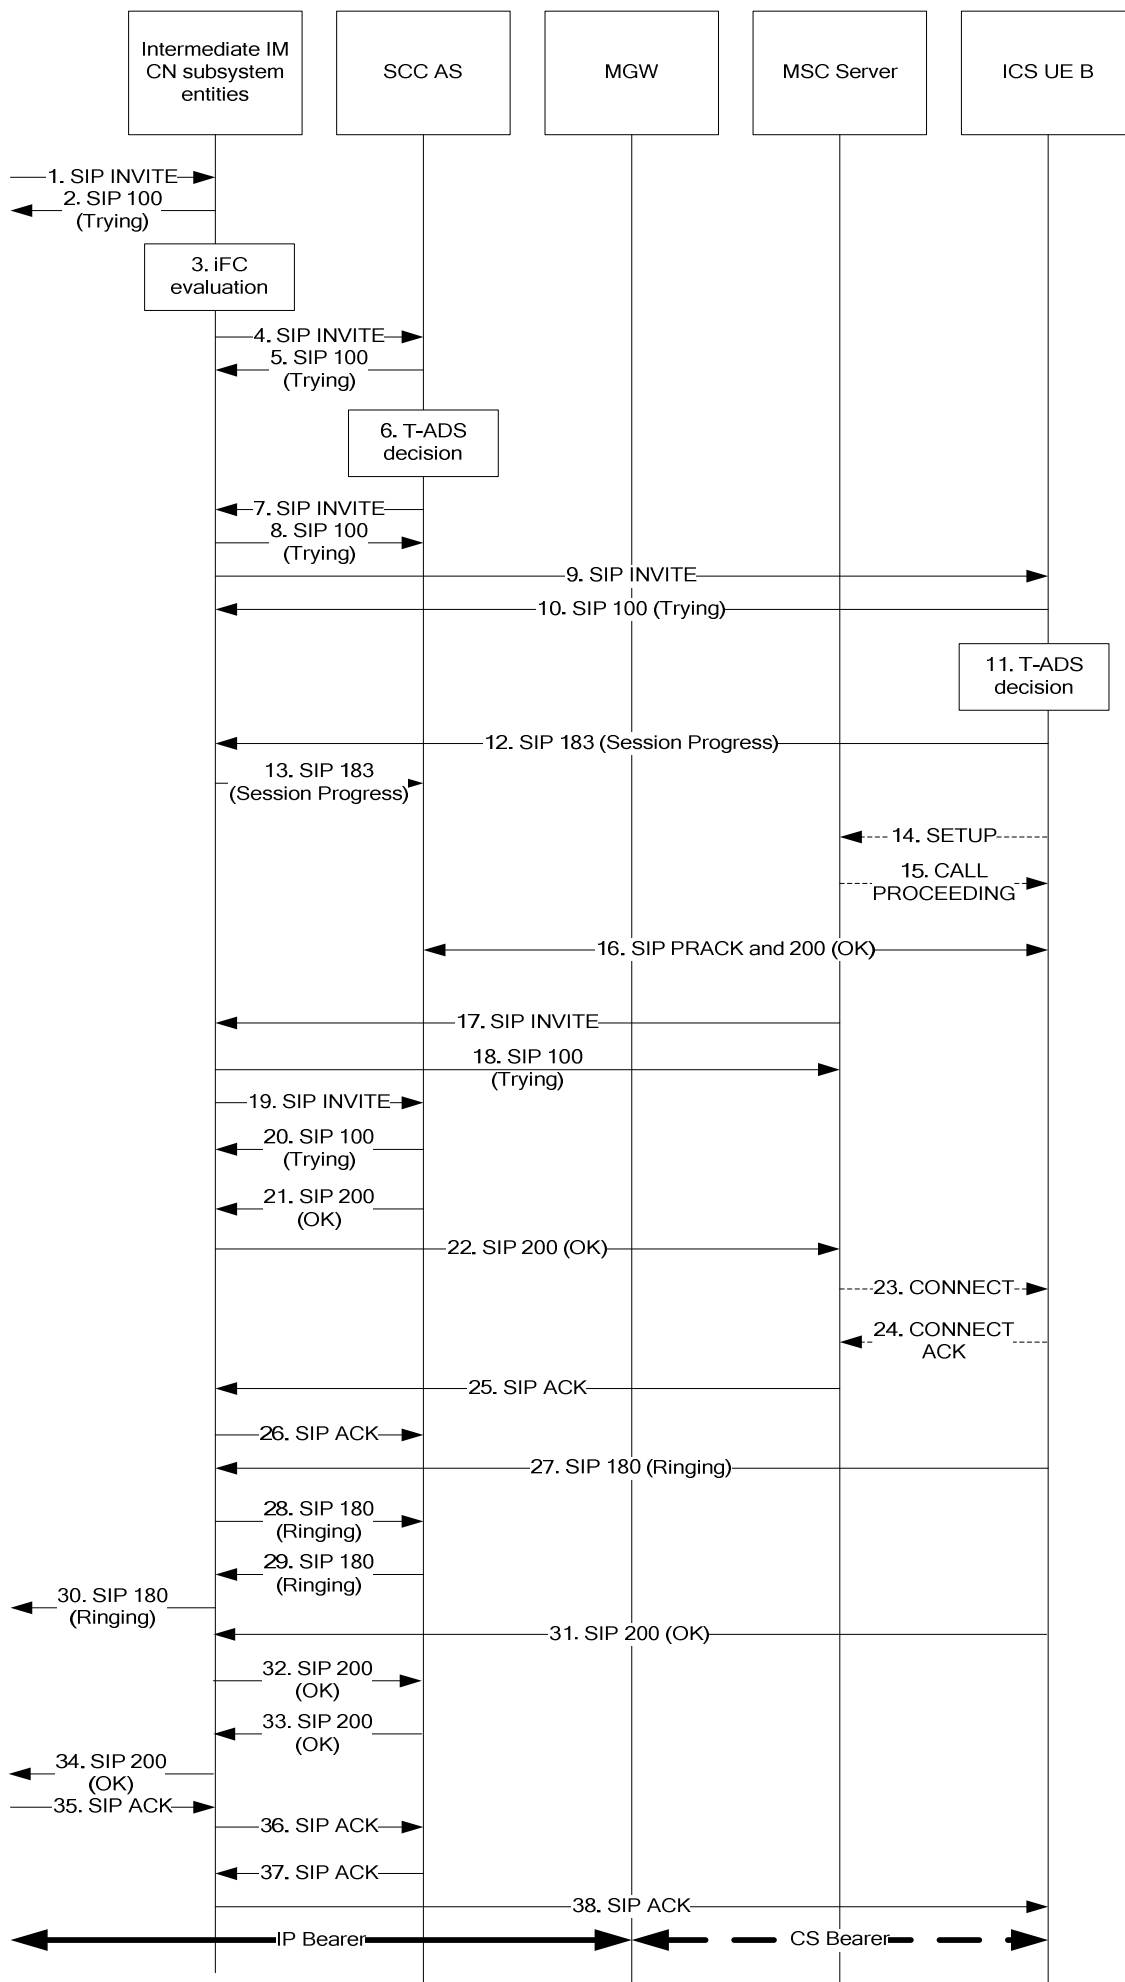 Intermediate IM
CN subsystem
entities
SCC AS
MGW
MSC Server
ICS UE B
1. SIP INVITE
2. SIP 100
(Trying)
3. iFC
evaluation
4. SIP INVITE
5. SIP 100
(Trying)
6. T-ADS
decision
7. SIP INVITE
8. SIP 100
(Trying)
9. SIP INVITE
10. SIP 100 (Trying)
11. T-ADS
decision
12. SIP 183 (Session Progress)
13. SIP 183
(Session Progress)
14. SETUP
15. CALL
PROCEEDING
16. SIP PRACK and 200 (OK)
17. SIP INVITE
18. SIP 100
(Trying)
19. SIP INVITE
20. SIP 100
(Trying)
21. SIP 200
(OK)
22. SIP 200 (OK)
23. CONNECT
24. CONNECT
ACK
25. SIP ACK
26. SIP ACK
27. SIP 180 (Ringing)
28. SIP 180
(Ringing)
29. SIP 180
(Ringing)
30. SIP 180
(Ringing)
31. SIP 200 (OK)
32. SIP 200
(OK)
33. SIP 200
(OK)
34. SIP 200
(OK)
35. SIP ACK
36. SIP ACK
37. SIP ACK
38. SIP ACK
IP Bearer
CS Bearer